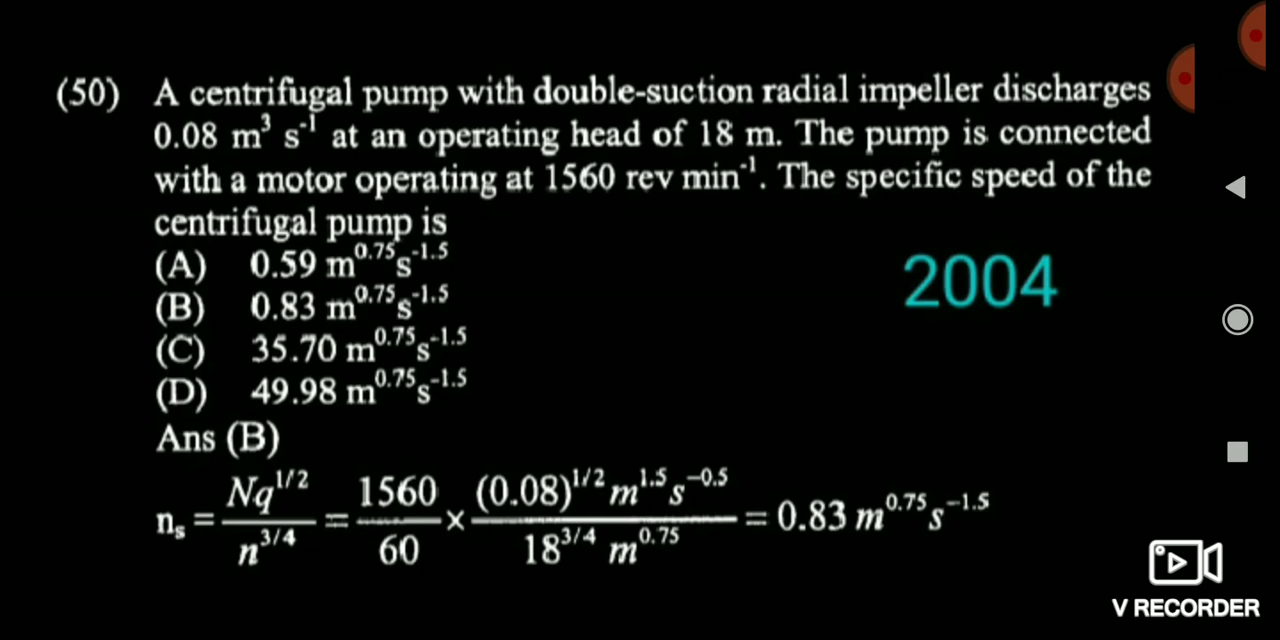 (50) A centrifugal pump with double-suction radial impeller discharges
0.08 m³ s⁻¹ at an operating head of 18 m. The pump is connected
with a motor operating at 1560 rev min⁻¹. The specific speed of the
centrifugal pump is
(A) 0.59 m^0.75 s^-1.5
(B) 0.83 m^0.75 s^-1.5
(C) 35.70 m^0.75 s^-1.5
(D) 49.98 m^0.75 s^-1.5
2004
Ans (B)
n_s = Nq^1/2 / n^3/4 = 1560/60 × (0.08)^1/2 m^1.5 s^-0.5 / 18^3/4 m^0.75 = 0.83 m^0.75 s^-1.5
V RECORDER